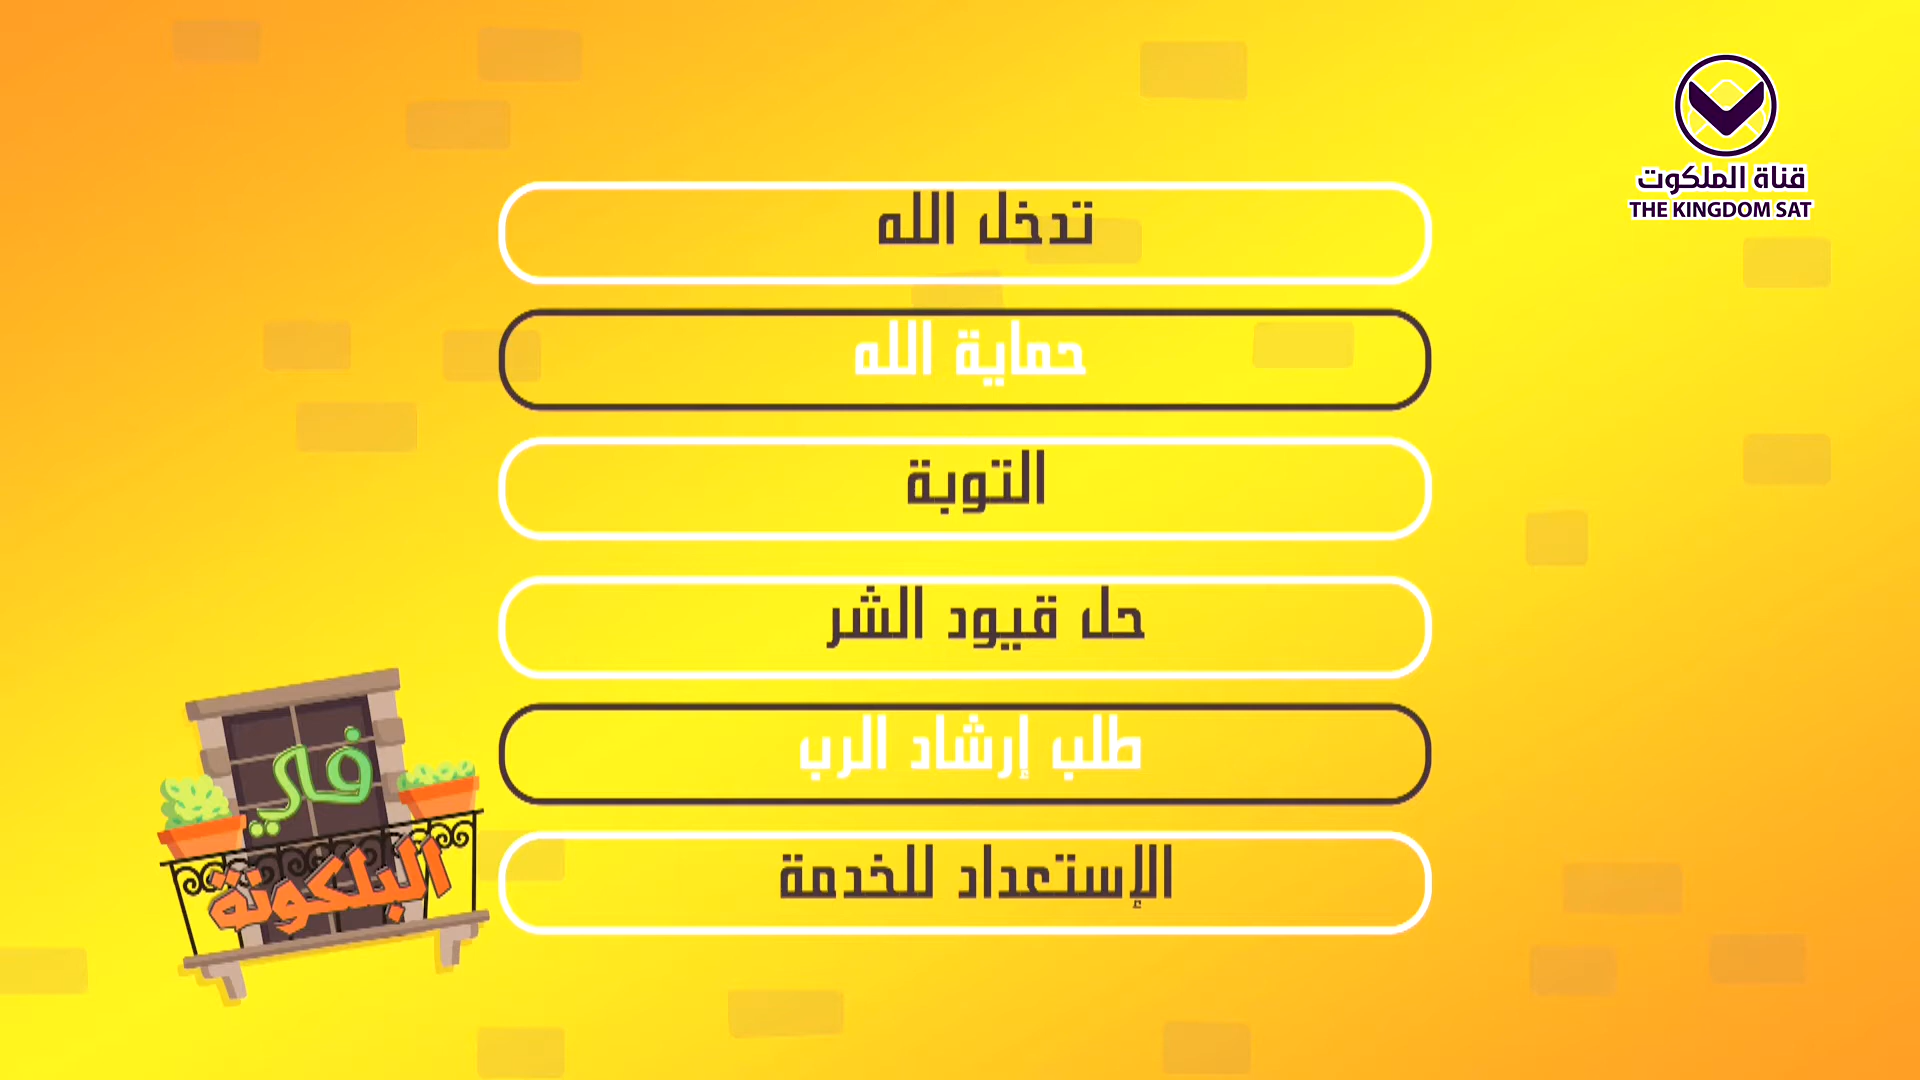 قناة الملكوت
THE KINGDOM SAT
تدخل الله
حماية الله
التوبة
حل قيود الشر
طلب إرشاد الرب
الإستعداد للخدمة
في
البلكونة